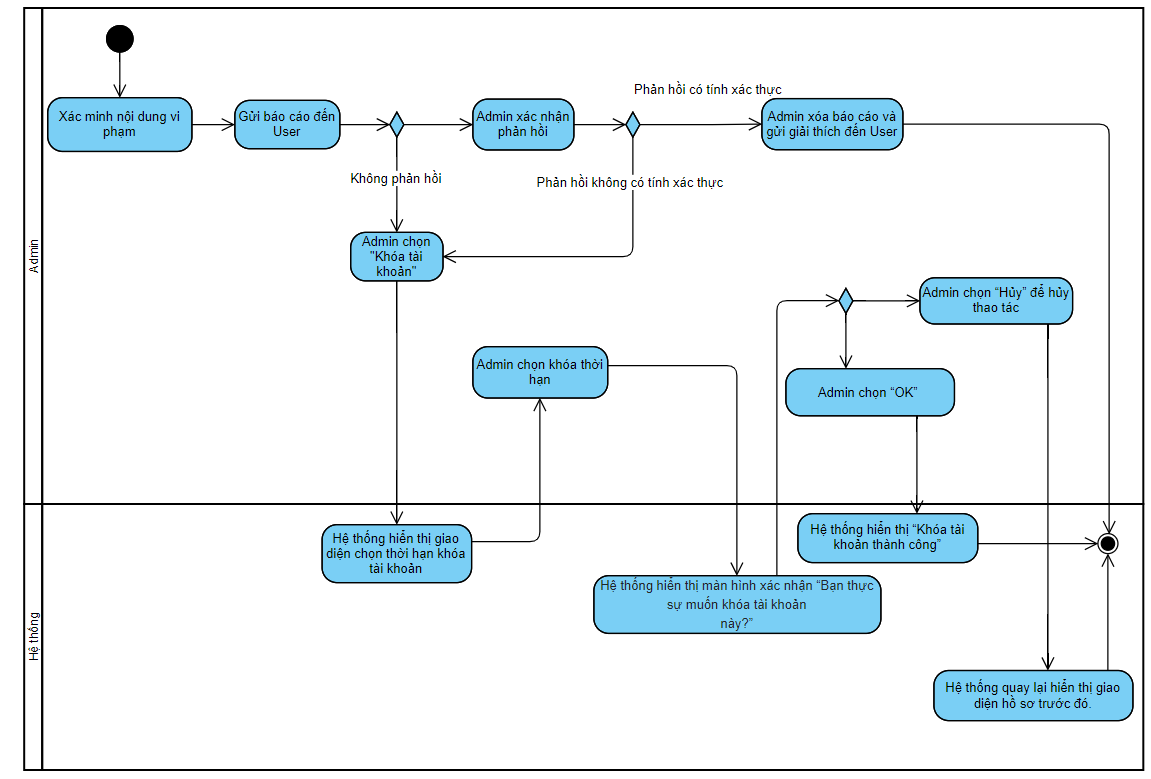 Phản hồi có tính xác thực
Xác minh nội dung vi
phạm
Gửi báo cáo đến
User
Admin xác nhận
phản hồi
Admin xóa báo cáo và
gửi giải thích đến User
Không phản hồi
Phản hồi không có tính xác thực
Admin
Admin chọn
"Khóa tài
khoản"
Admin chọn “Hủy” để hủy
thao tác
Admin chọn khóa thời
hạn
Admin chọn “OK”
Hệ thống
Hệ thống hiển thị giao
diện chọn thời hạn khóa
tài khoản
Hệ thống hiển thị “Khóa tài
khoản thành công”
Hệ thống hiển thị màn hình xác nhận “Bạn thực
sự muốn khóa tài khoản
này?”
Hệ thống quay lại hiển thị giao
diện hồ sơ trước đó.